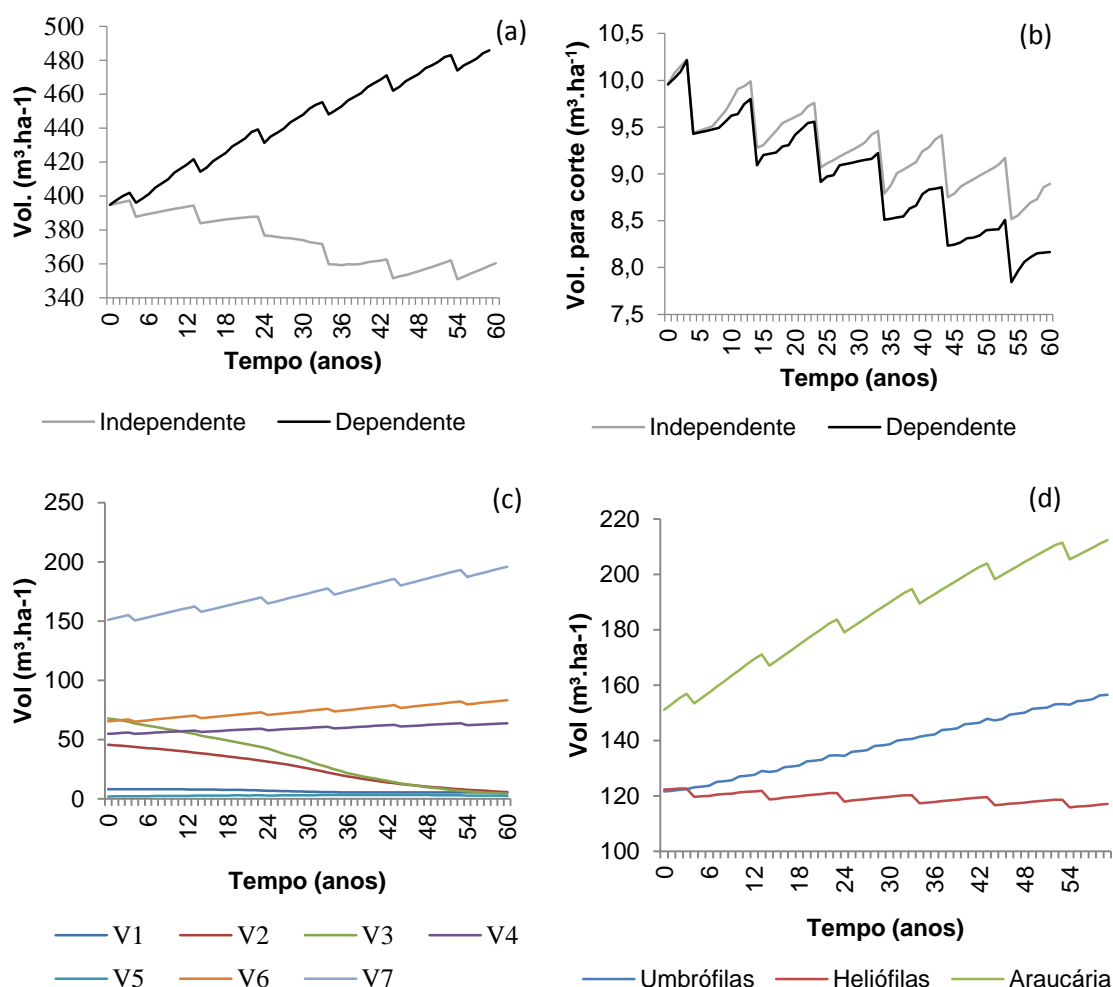 (a)
500
480
460
440
420
400
380
360
340
Vol. (m³.ha-1)
0 6 12 18 24 30 36 42 48 54 60
Tempo (anos)
Independente Dependente
(b)
10,5
10,0
9,5
9,0
8,5
8,0
7,5
Vol. para corte (m³.ha⁻¹)
0 5 10 15 20 25 30 35 40 45 50 55 60
Tempo (anos)
Independente Dependente
(c)
250
200
150
100
50
0
Vol (m³.ha-1)
0 6 12 18 24 30 36 42 48 54 60
Tempo (anos)
V1 V2 V3 V4
V5 V6 V7
(d)
220
200
180
160
140
120
100
Vol (m³.ha-1)
0 6 12 18 24 30 36 42 48 54
Tempo (anos)
Umbrófilas Heliófilas Araucária